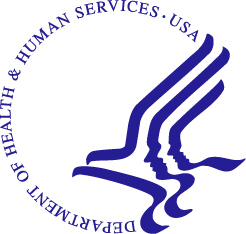 DEPARTMENT OF HEALTH & HUMAN SERVICES · USA